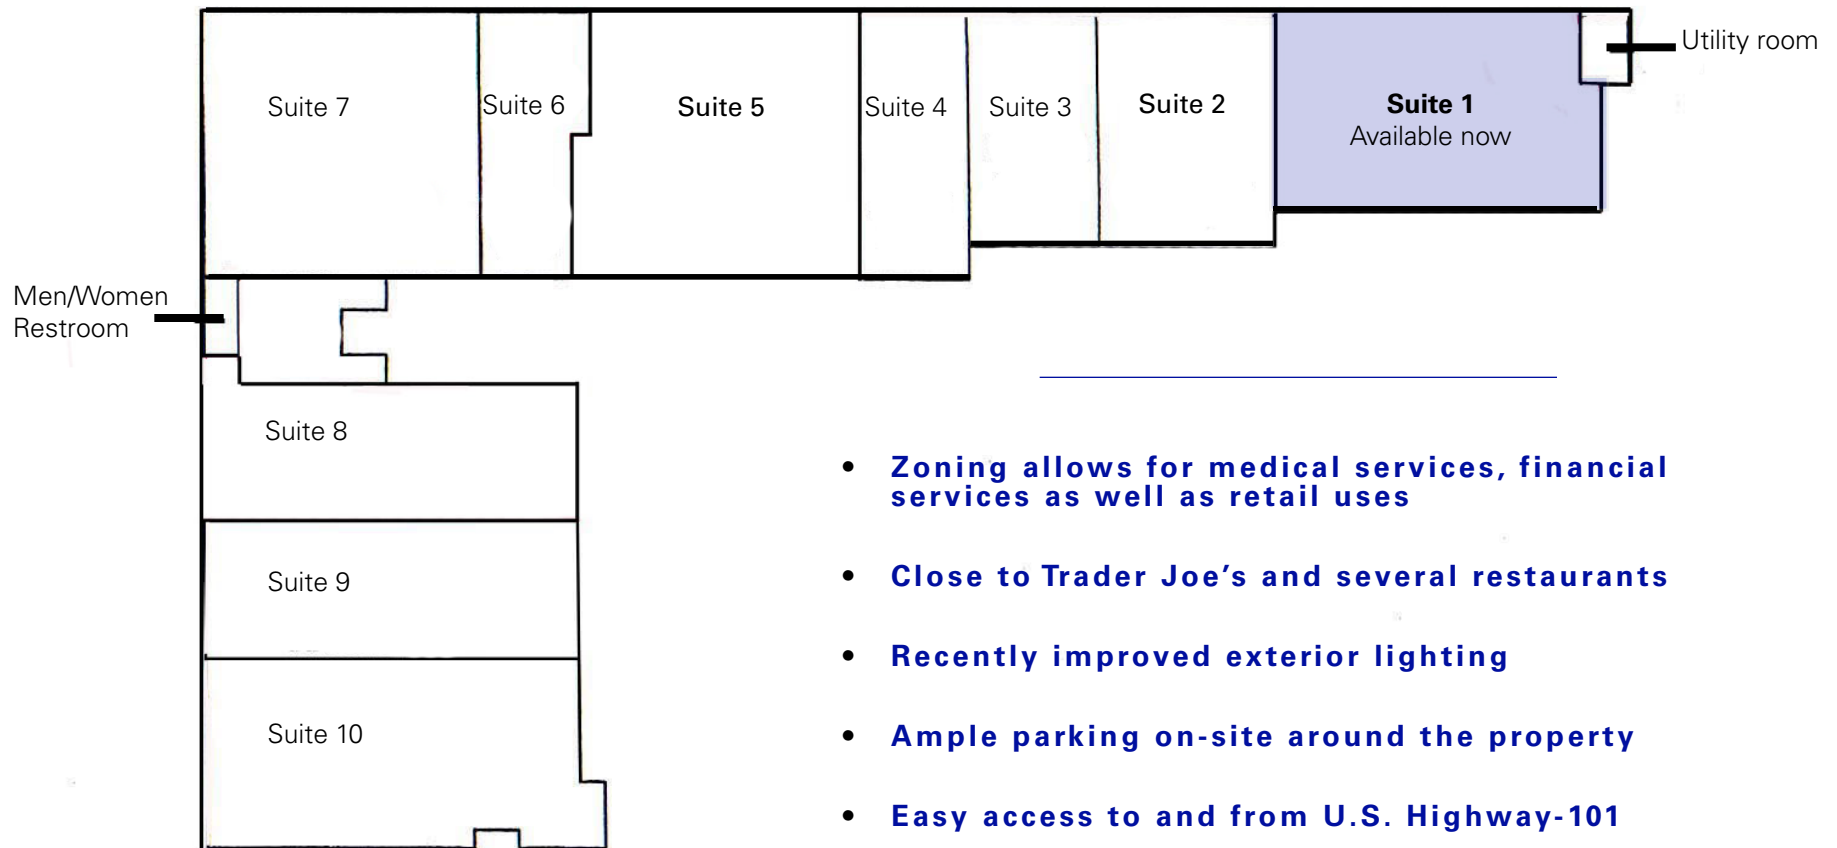 Utility room
Suite 7
Suite 6
Suite 5
Suite 4
Suite 3
Suite 2
Suite 1
Available now
Men/Women
Restroom
Suite 8
Suite 9
Suite 10
• Zoning allows for medical services, financial
services as well as retail uses
• Close to Trader Joe’s and several restaurants
• Recently improved exterior lighting
• Ample parking on-site around the property
• Easy access to and from U.S. Highway-101